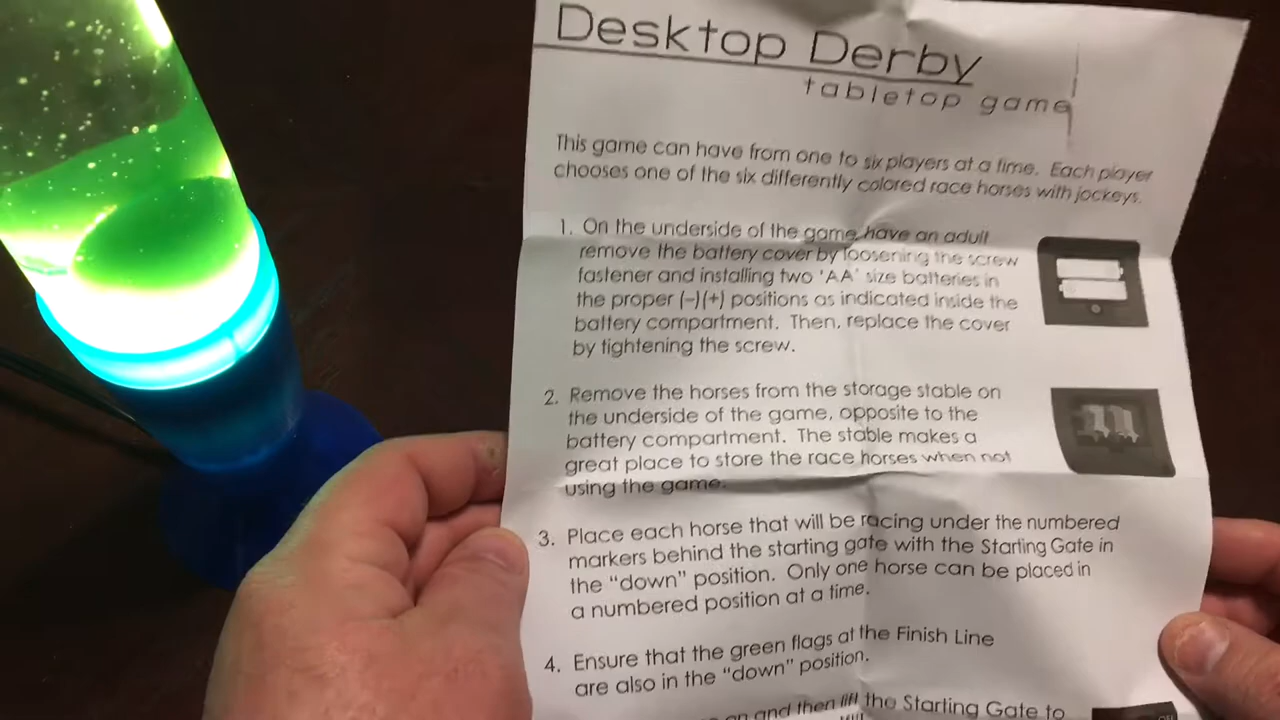 Desktop Derby
tabletop game
This game can have from one to six players at a time. Each player
chooses one of the six differently colored race horses with jockeys.
1. On the underside of the game, have an adult
remove the battery cover by loosening the screw
fastener and installing two 'AA' size batteries in
the proper (–)(+) positions as indicated inside the
battery compartment. Then, replace the cover
by tightening the screw.
2. Remove the horses from the storage stable on
the underside of the game, opposite to the
battery compartment. The stable makes a
great place to store the race horses when not
using the game.
3. Place each horse that will be racing under the numbered
markers behind the starting gate with the Starting Gate in
the "down" position. Only one horse can be placed in
a numbered position at a time.
4. Ensure that the green flags at the Finish Line
are also in the "down" position.
on and then lift the Starting Gate to